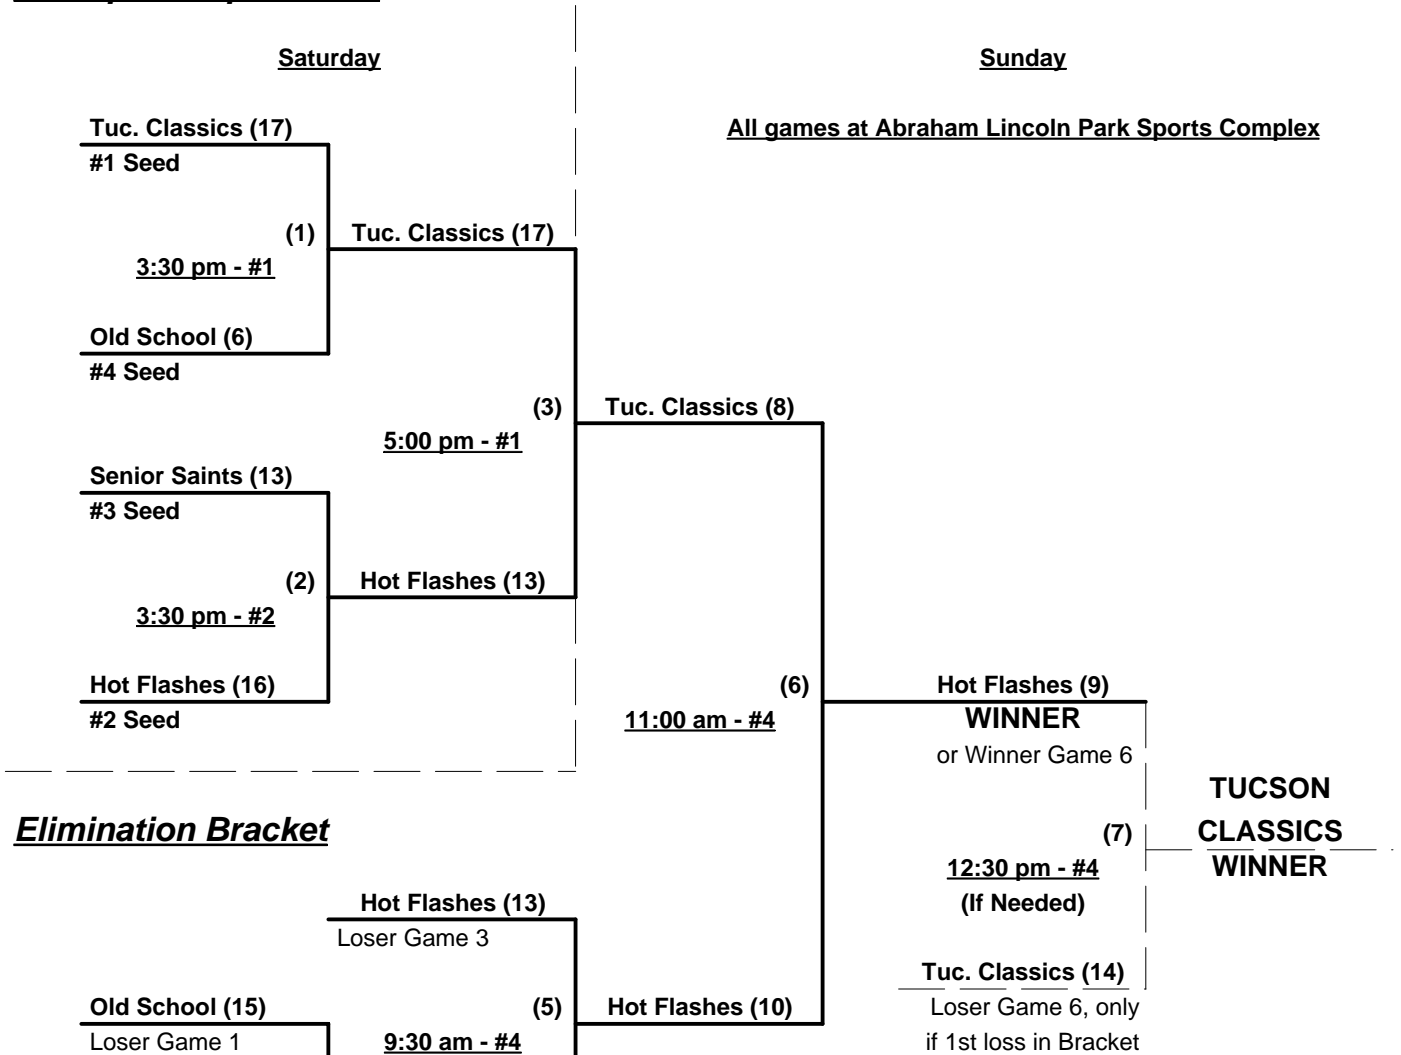 Saturday
Sunday
Tuc. Classics (17)
All games at Abraham Lincoln Park Sports Complex
#1 Seed
(1)
Tuc. Classics (17)
3:30 pm - #1
Old School (6)
#4 Seed
(3)
Tuc. Classics (8)
5:00 pm - #1
Senior Saints (13)
#3 Seed
(2)
Hot Flashes (13)
3:30 pm - #2
Hot Flashes (16)
(6)
Hot Flashes (9)
#2 Seed
11:00 am - #4
WINNER
or Winner Game 6
TUCSON
Elimination Bracket
(7)
CLASSICS
12:30 pm - #4
WINNER
Hot Flashes (13)
(If Needed)
Loser Game 3
Tuc. Classics (14)
Old School (15)
(5)
Hot Flashes (10)
Loser Game 6, only
Loser Game 1
9:30 am - #4
if 1st loss in Bracket